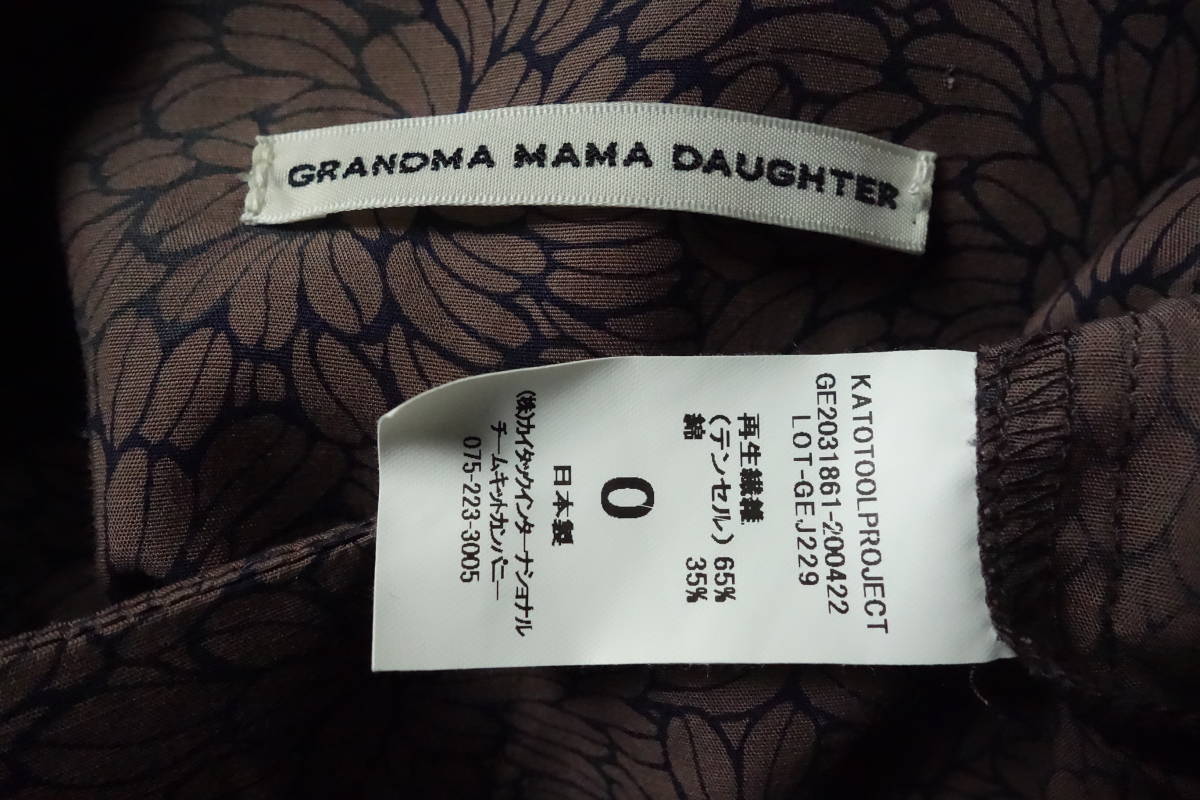 GRANDMA MAMA DAUGHTER
KATOTOOLPROJECT
GE2031861-200422
LOT-GEJ229
再生繊維
(テンセル) 65%
綿 35%
0
日本製
(株)カイタックインターナショナル
チームキットカンパニー
075-223-3005